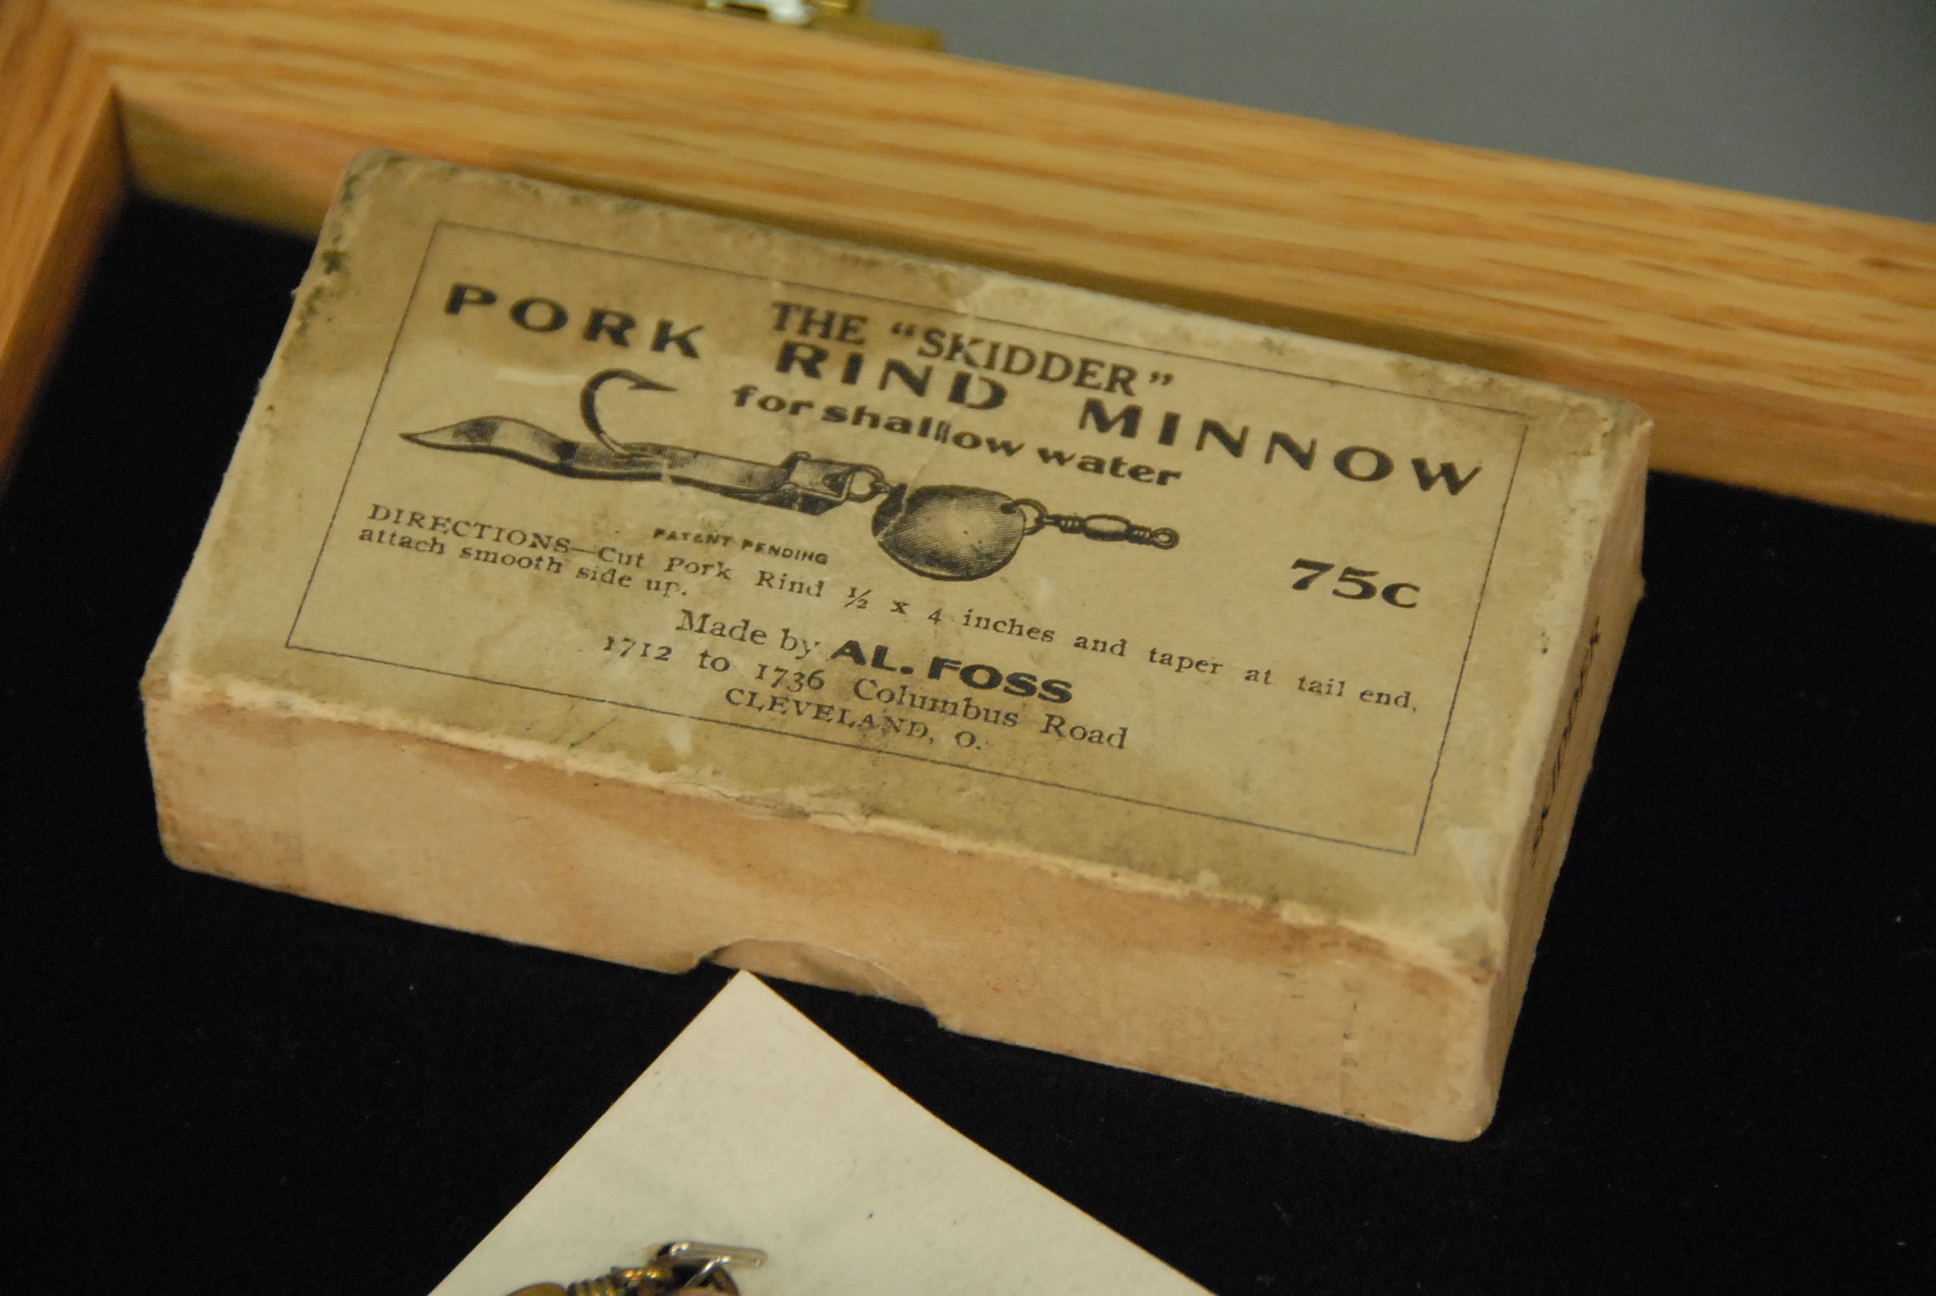 THE “SKIDDER”
PORK RIND MINNOW
for shallow water
PATENT PENDING
75c
DIRECTIONS—Cut Pork Rind ½ x 4 inches and taper at tail end,
attach smooth side up.
Made by AL. FOSS
1712 to 1736 Columbus Road
CLEVELAND, O.